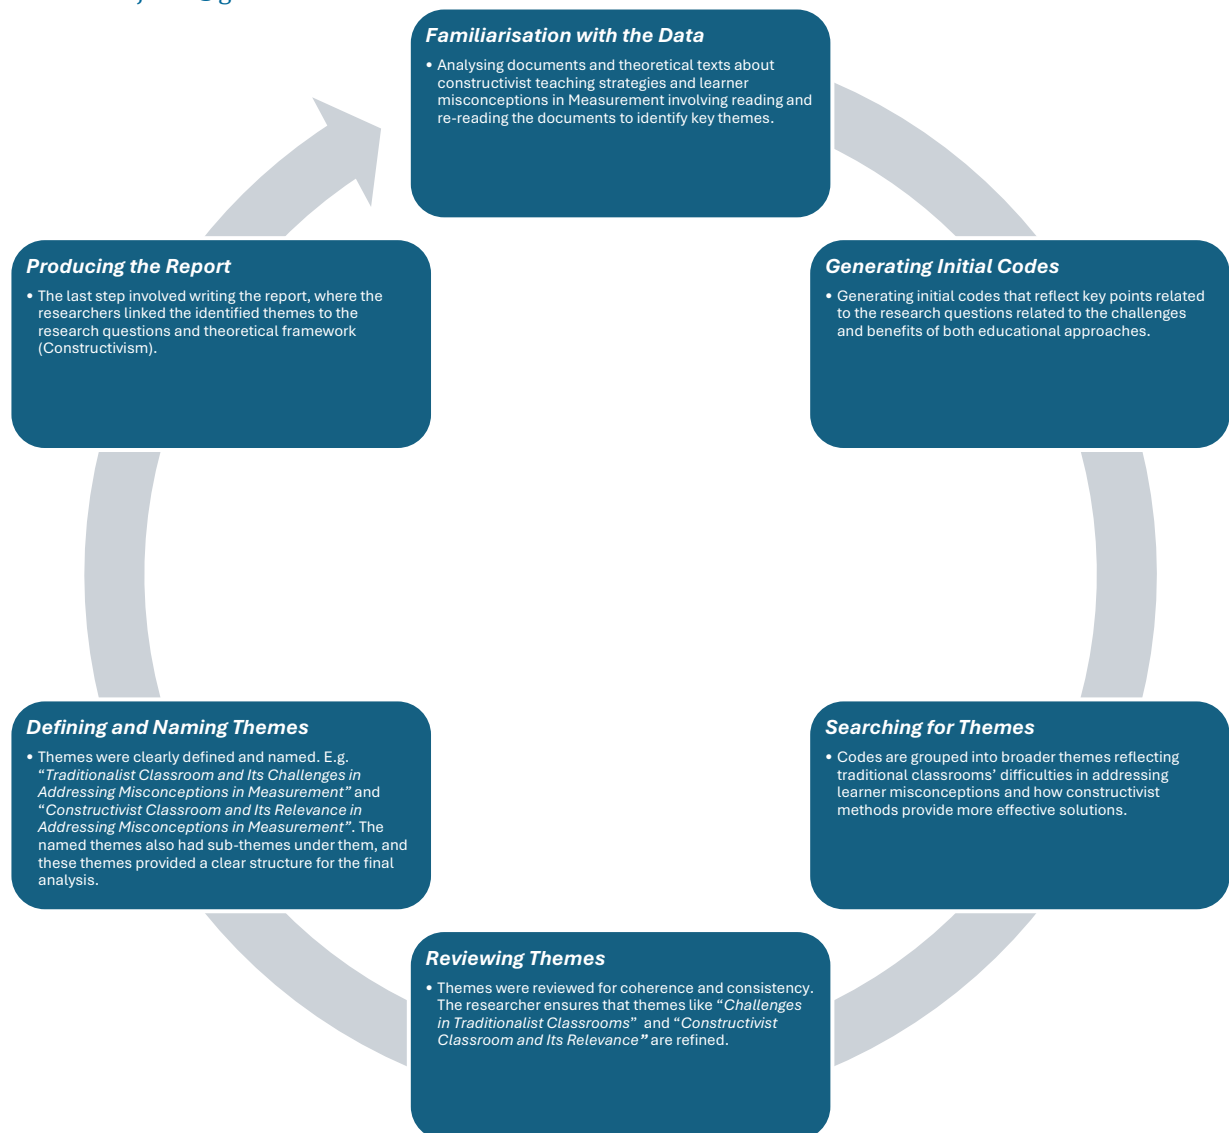 Familiarisation with the Data
• Analysing documents and theoretical texts about
constructivist teaching strategies and learner
misconceptions in Measurement involving reading and
re-reading the documents to identify key themes.
Generating Initial Codes
• Generating initial codes that reflect key points related
to the research questions related to the challenges
and benefits of both educational approaches.
Searching for Themes
• Codes are grouped into broader themes reflecting
traditional classrooms’ difficulties in addressing
learner misconceptions and how constructivist
methods provide more effective solutions.
Reviewing Themes
• Themes were reviewed for coherence and consistency.
The researcher ensures that themes like “Challenges
in Traditionalist Classrooms” and “Constructivist
Classroom and Its Relevance” are refined.
Defining and Naming Themes
• Themes were clearly defined and named. E.g.
“Traditionalist Classroom and Its Challenges in
Addressing Misconceptions in Measurement” and
“Constructivist Classroom and Its Relevance in
Addressing Misconceptions in Measurement”. The
named themes also had sub-themes under them, and
these themes provided a clear structure for the final
analysis.
Producing the Report
• The last step involved writing the report, where the
researchers linked the identified themes to the
research questions and theoretical framework
(Constructivism).